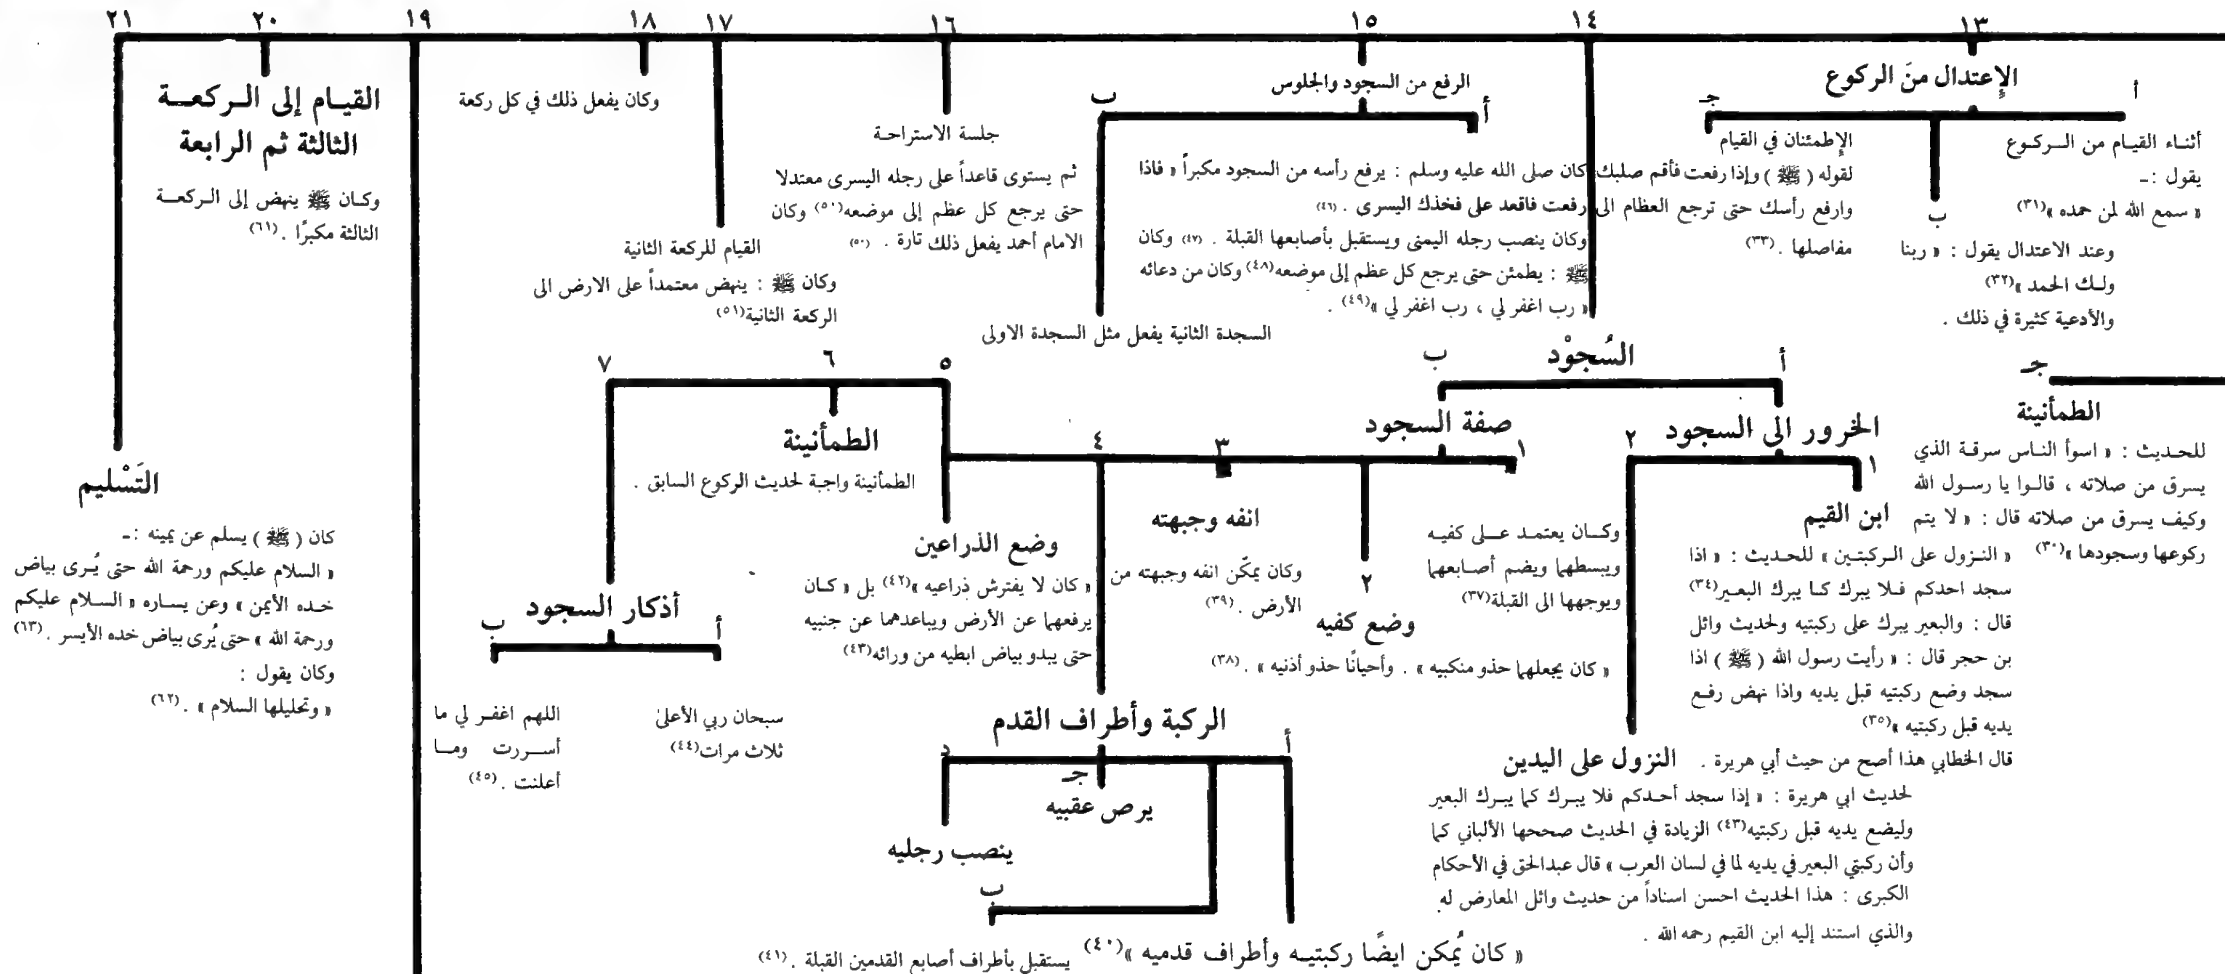 ١٣
الإعتدال منَ الركوع
أ
أثناء القيام من الركوع
يقول :ـ
« سمع الله لمن حمده »(٣١)
ب
وعند الاعتدال يقول : « ربنا
ولك الحمد »(٣٢)
والأدعية كثيرة في ذلك .
جـ
الإطمئنان في القيام
لقوله ( ﷺ ) وإذا رفعت فأقم صلبك
وارفع رأسك حتى ترجع العظام الى
مفاصلها . (٣٣)
جـ
الطمأنينة
للحديث : « اسوأ الناس سرقة الذي
يسرق من صلاته ، قالوا يا رسول الله
وكيف يسرق من صلاته قال : « لا يتم
ركوعها وسجودها »(٣٠)
١٤
السُجوْد
أ
الخرور الى السجود
١
ابن القيم
« النزول على الركبتين » للحديث : « اذا
سجد احدكم فلا يبرك كما يبرك البعير(٣٤)
قال : والبعير يبرك على ركبتيه ولحديث وائل
بن حجر قال : « رأيت رسول الله ( ﷺ ) اذا
سجد وضع ركبتيه قبل يديه واذا نهض رفع
يديه قبل ركبتيه »(٣٥)
قال الخطابي هذا أصح من حيث أبي هريرة .
٢
النزول على اليدين
لحديث ابي هريرة : « إذا سجد أحدكم فلا يبرك كما يبرك البعير
وليضع يديه قبل ركبتيه(٤٣) الزيادة في الحديث صححها الألباني كما
وأن ركبتي البعير في يديه لما في لسان العرب » قال عبدالحق في الأحكام
الكبرى : هذا الحديث احسن اسناداً من حديث وائل المعارض له
والذي استند إليه ابن القيم رحمه الله .
ب
صفة السجود
١
وكان يعتمد على كفيه
ويبسطهما ويضم أصابعهما
ويوجهها الى القبلة(٣٧)
٢
وضع كفيه
« كان يجعلهما حذو منكبيه » . وأحيانًا حذو أذنيه » . (٣٨)
٣
انفه وجبهته
وكان يمكّن انفه وجبهته من
الأرض . (٣٩)
٤
الركبة وأطراف القدم
أ
« كان يُمكن ايضًا ركبتيه وأطراف قدميه »(٤٠)
ب
يستقبل بأطراف أصابع القدمين القبلة .(٤١)
جـ
يرص عقبيه
د
ينصب رجليه
٥
وضع الذراعين
« كان لا يفترش ذراعيه »(٤٢) بل « كان
يرفعهما عن الأرض ويباعدهما عن جنبيه
حتى يبدو بياض ابطيه من ورائه(٤٣)
٦
الطمأنينة
الطمأنينة واجبة لحديث الركوع السابق .
٧
أذكار السجود
أ
سبحان ربي الأعلىٰ
ثلاث مرات(٤٤)
ب
اللهم اغفر لي ما
أسررت وما
أعلنت . (٤٥)
١٥
الرفع من السجود والجلوس
أ
كان صلى الله عليه وسلم : يرفع رأسه من السجود مكبراً « فاذا
رفعت فاقعد على فخذك اليسرى . (٤٦)
وكان ينصب رجله اليمنى ويستقبل بأصابعها القبلة . (٤٧) وكان
ﷺ : يطمئن حتى يرجع كل عظم إلى موضعه(٤٨) وكان من دعائه
« رب اغفر لي ، رب اغفر لي »(٤٩) .
ب
السجدة الثانية يفعل مثل السجدة الاولى
١٦
جلسة الاستراحة
ثم يستوى قاعداً على رجله اليسرى معتدلا
حتى يرجع كل عظم إلى موضعه(٥٠) وكان
الامام أحمد يفعل ذلك تارة . (٥٠)
١٧
القيام للركعة الثانية
وكان ﷺ : ينهض معتمداً على الارض الى
الركعة الثانية(٥١)
١٨
وكان يفعل ذلك في كل ركعة
١٩
٢٠
القيام إلى الركعة
الثالثة ثم الرابعة
وكان ﷺ ينهض إلى الركعة
الثالثة مكبرًا . (٦١)
٢١
التَسْليم
كان ( ﷺ ) يسلم عن يمينه :ـ
« السلام عليكم ورحمة الله حتى يُرى بياض
خده الأيمن » وعن يساره « السلام عليكم
ورحمة الله » حتى يُرى بياض خده الأيسر . (٦٣)
وكان يقول :
« وتحليلها السلام » . (٦٢)